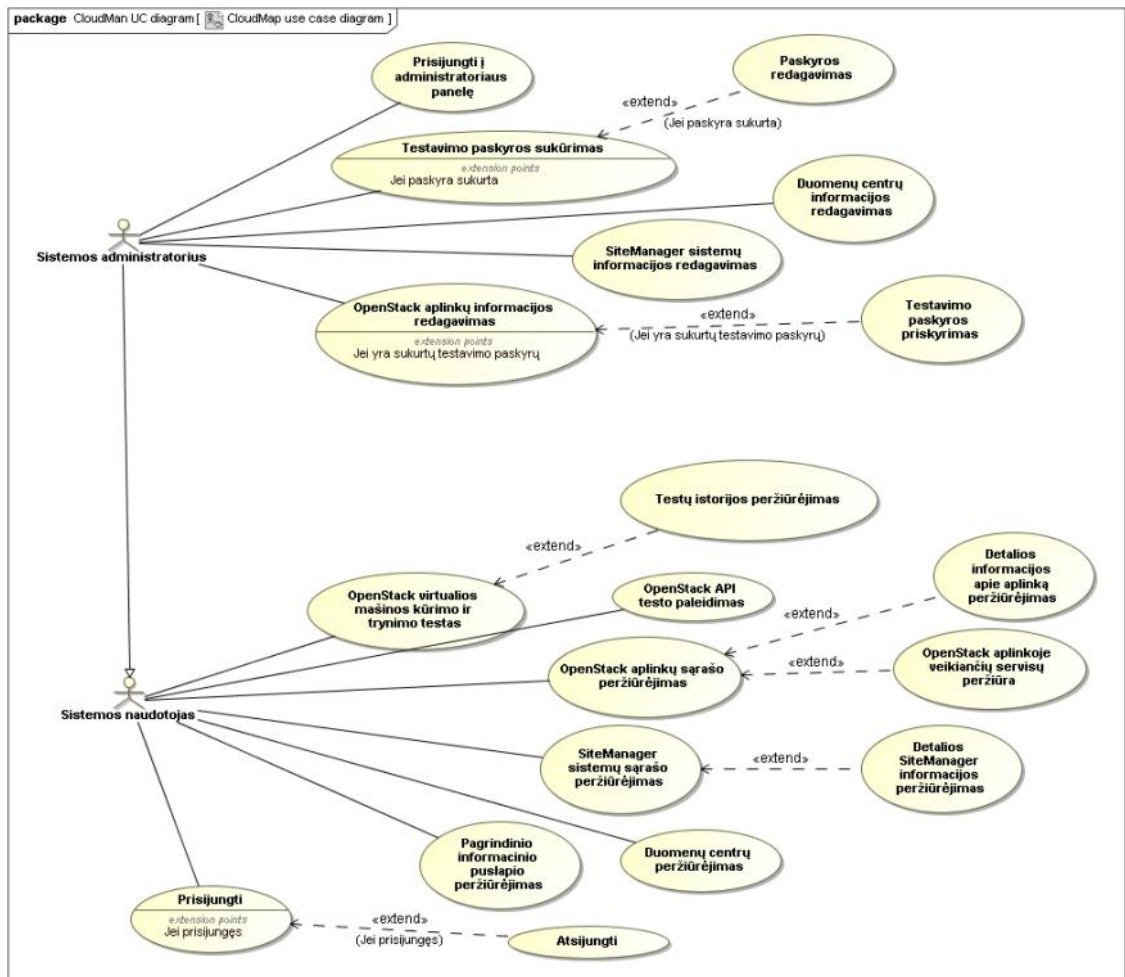 package CloudMan UC diagram [ CloudMap use case diagram ]
Prisijungti į
administratoriaus
panelę
Paskyros
redagavimas
«extend»
(Jei paskyra sukurta)
Testavimo paskyros sukūrimas
extension points
Jei paskyra sukurta
Duomenų centrų
informacijos
redagavimas
Sistemos administratorius
SiteManager sistemų
informacijos redagavimas
OpenStack aplinkų informacijos
redagavimas
extension points
Jei yra sukurtų testavimo paskyrų
«extend»
(Jei yra sukurtų testavimo paskyrų)
Testavimo
paskyros
priskyrimas
Testų istorijos peržiūrėjimas
«extend»
OpenStack virtualios
mašinos kūrimo ir
trynimo testas
OpenStack API
testo paleidimas
Detalios
informacijos
apie aplinką
peržiūrėjimas
«extend»
OpenStack aplinkų sąrašo
peržiūrėjimas
«extend»
OpenStack aplinkoje
veikiančių servisų
peržiūra
Sistemos naudotojas
SiteManager
sistemų sąrašo
peržiūrėjimas
«extend»
Detalios
SiteManager
informacijos
peržiūrėjimas
Pagrindinio
informacinio
puslapio
peržiūrėjimas
Duomenų centrų
peržiūrėjimas
Prisijungti
extension points
Jei prisijungęs
«extend»
(Jei prisijungęs)
Atsijungti